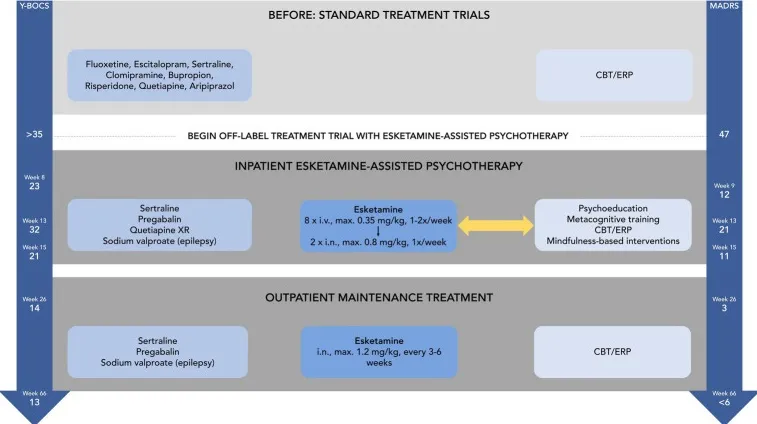 Y-BOCS
MADRS
BEFORE: STANDARD TREATMENT TRIALS
Fluoxetine, Escitalopram, Sertraline,
Clomipramine, Bupropion,
Risperidone, Quetiapine, Aripiprazol
CBT/ERP
>35
BEGIN OFF-LABEL TREATMENT TRIAL WITH ESKETAMINE-ASSISTED PSYCHOTHERAPY
47
INPATIENT ESKETAMINE-ASSISTED PSYCHOTHERAPY
Week 8
23
Week 9
12
Sertraline
Pregabalin
Quetiapine XR
Sodium valproate (epilepsy)
Esketamine
8 x i.v., max. 0.35 mg/kg, 1-2x/week
2 x i.n., max. 0.8 mg/kg, 1x/week
Psychoeducation
Metacognitive training
CBT/ERP
Mindfulness-based interventions
Week 13
32
Week 13
21
Week 15
21
Week 15
11
OUTPATIENT MAINTENANCE TREATMENT
Week 26
14
Week 26
3
Sertraline
Pregabalin
Sodium valproate (epilepsy)
Esketamine
i.n., max. 1.2 mg/kg, every 3-6
weeks
CBT/ERP
Week 66
13
Week 66
<6